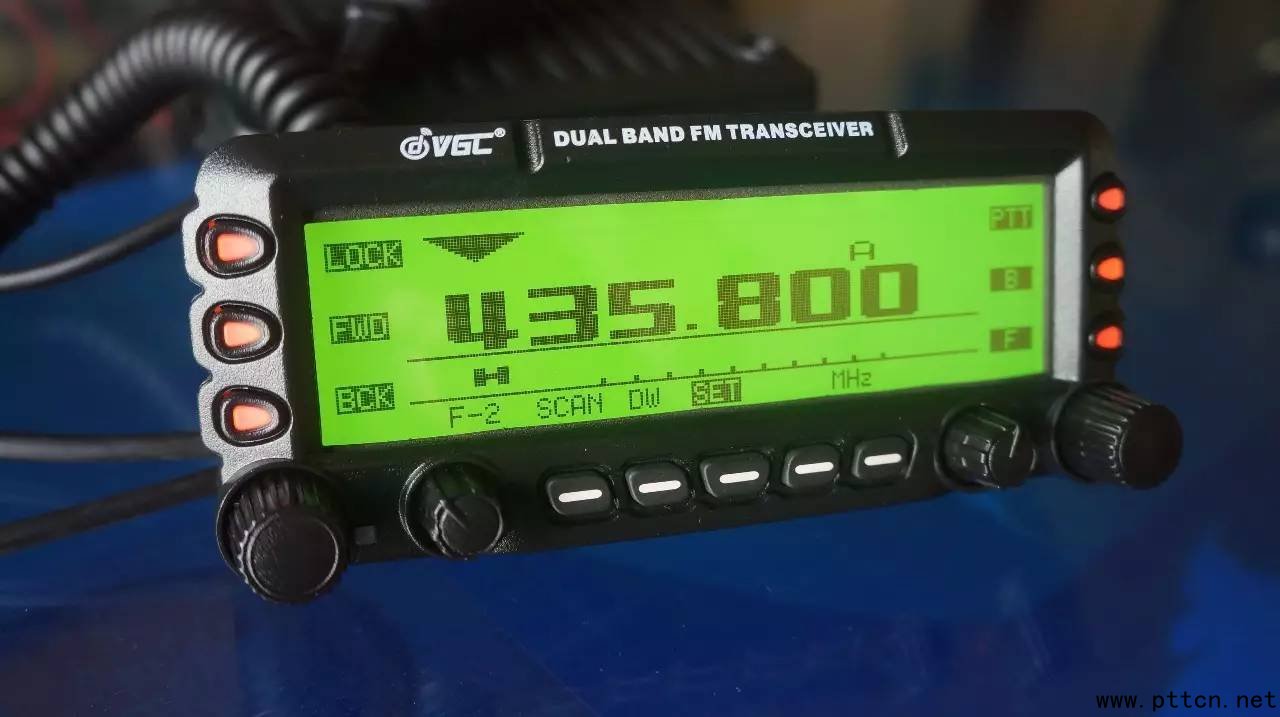 VGC®
DUAL BAND FM TRANSCEIVER
LOCK
PTT
A
435.800
FWD
B
BCK
F
H
F-2 SCAN DW SET MHz
www.pttcn.net